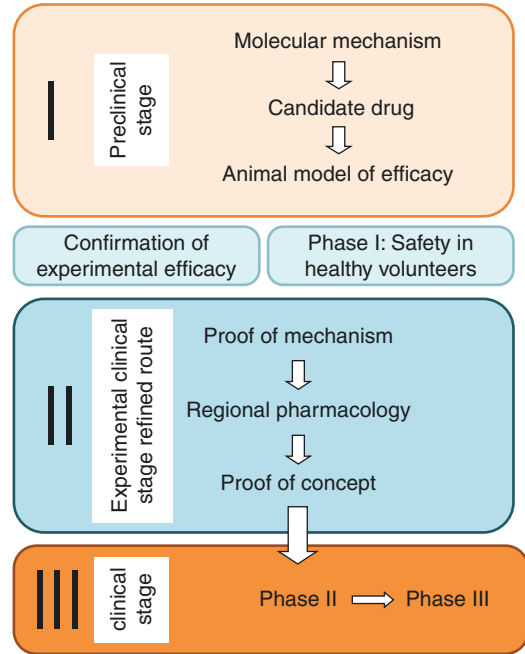 I
Preclinical
stage
Molecular mechanism
Candidate drug
Animal model of efficacy
Confirmation of
experimental efficacy
Phase I: Safety in
healthy volunteers
II
Experimental clinical
stage refined route
Proof of mechanism
Regional pharmacology
Proof of concept
III
clinical
stage
Phase II
Phase III